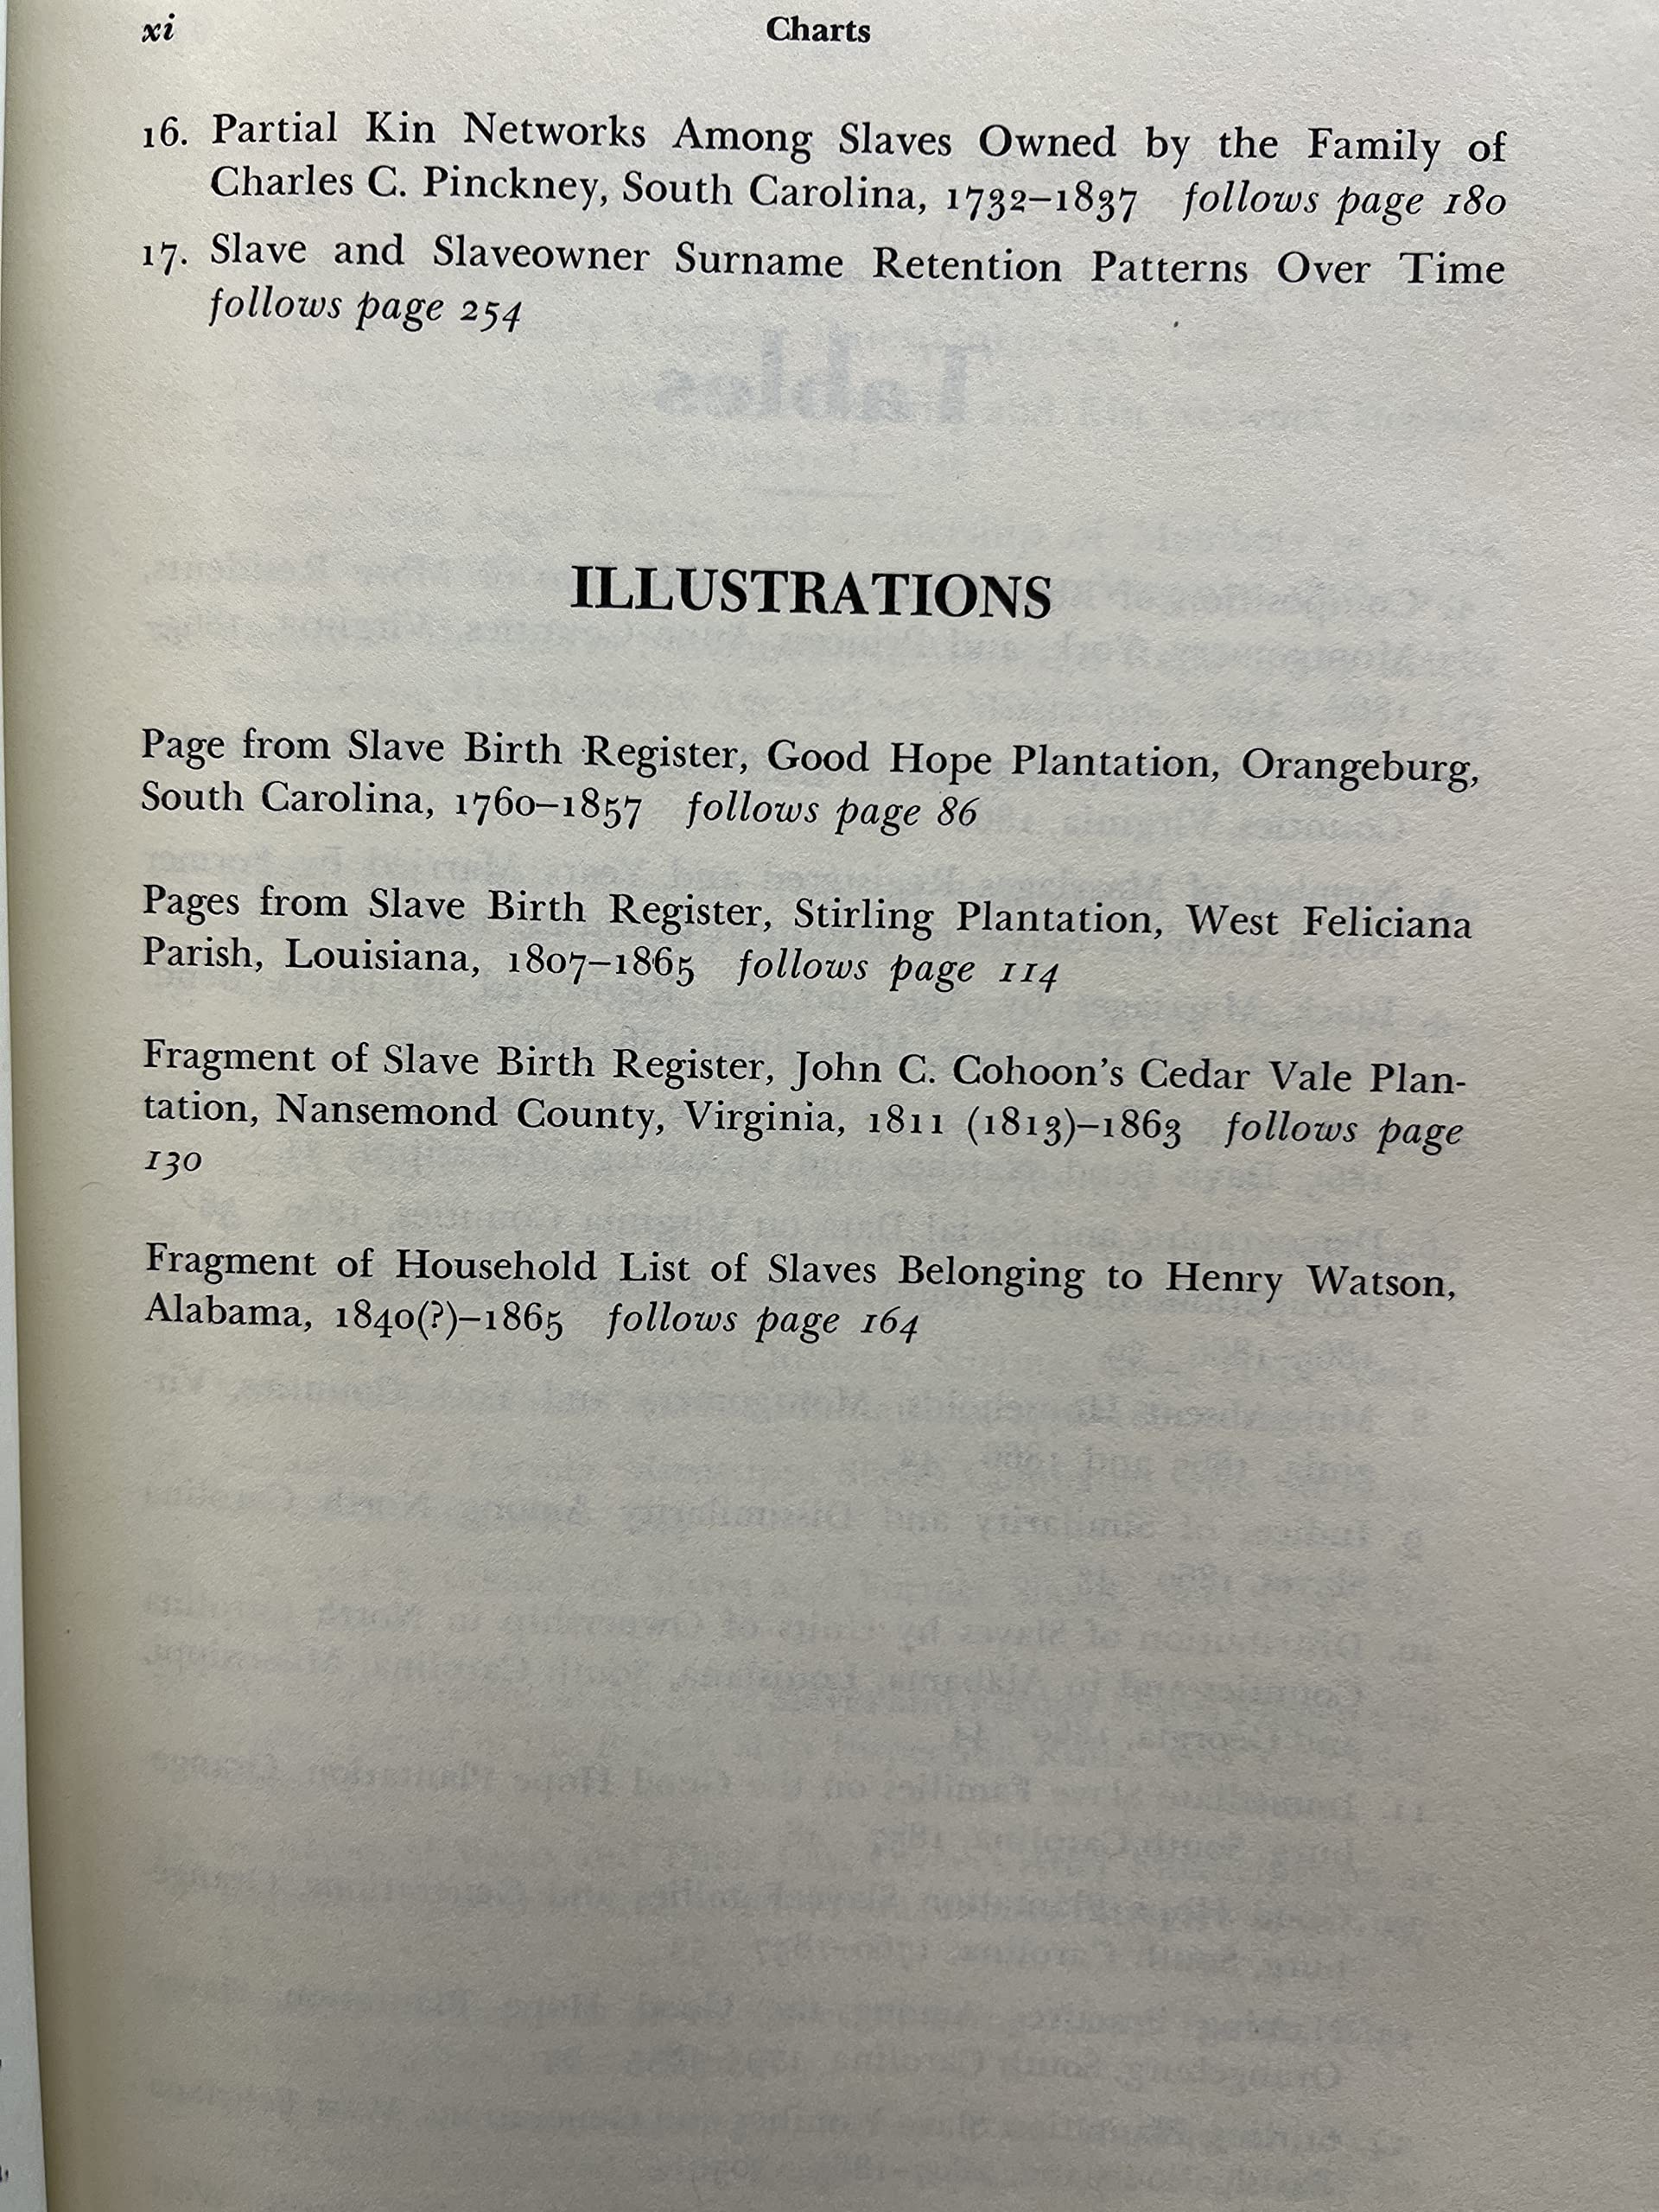 xi Charts
16. Partial Kin Networks Among Slaves Owned by the Family of
Charles C. Pinckney, South Carolina, 1732–1837 follows page 180
17. Slave and Slaveowner Surname Retention Patterns Over Time
follows page 254
ILLUSTRATIONS
Page from Slave Birth Register, Good Hope Plantation, Orangeburg,
South Carolina, 1760–1857 follows page 86
Pages from Slave Birth Register, Stirling Plantation, West Feliciana
Parish, Louisiana, 1807–1865 follows page 114
Fragment of Slave Birth Register, John C. Cohoon's Cedar Vale Plan-
tation, Nansemond County, Virginia, 1811 (1813)–1863 follows page
130
Fragment of Household List of Slaves Belonging to Henry Watson,
Alabama, 1840(?)–1865 follows page 164